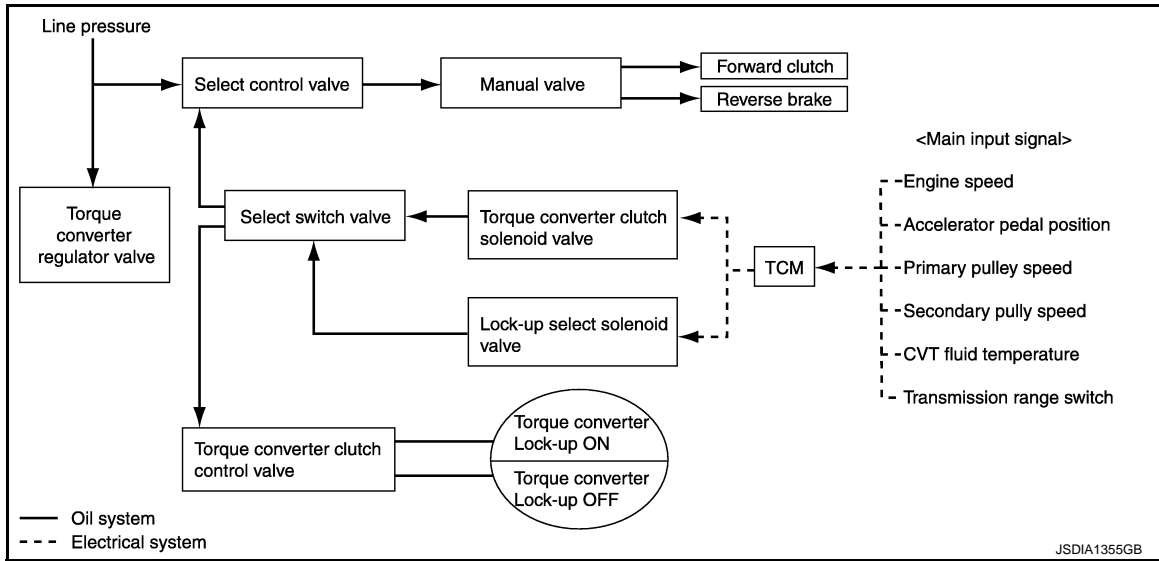 Line pressure
Select control valve
Manual valve
Forward clutch
Reverse brake
<Main input signal>
Torque
converter
regulator valve
Select switch valve
Torque converter clutch
solenoid valve
Lock-up select solenoid
valve
TCM
Engine speed
Accelerator pedal position
Primary pulley speed
Secondary pully speed
CVT fluid temperature
Transmission range switch
Torque converter clutch
control valve
Torque converter
Lock-up ON
Torque converter
Lock-up OFF
Oil system
Electrical system
JSDIA1355GB